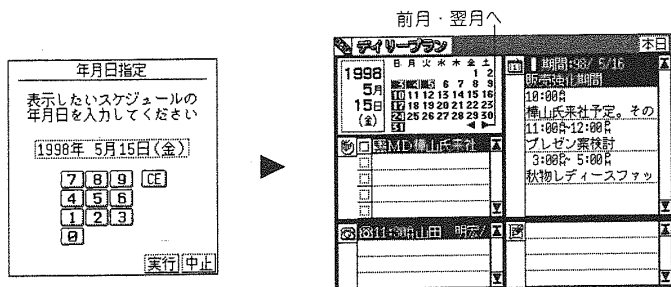 前月・翌月へ
年月日指定
表示したいスケジュールの
年月日を入力してください
1998年 5月15日(金)
7 8 9 CE
4 5 6
1 2 3
0
実行 中止
デイリープラン
本日
1998
5月
15日
(金)
日 月 火 水 木 金 土
1 2
3 4 5 6 7 8 9
10 11 12 13 14 15 16
17 18 19 20 21 22 23
24 25 26 27 28 29 30
31
期間:98/ 5/16
10:00
樺山氏来社予定。その
11:00~12:00
プレゼン案検討
3:00~ 5:00
秋物レディースファッ
MD樺山氏来社
11:30 山田 明宏/